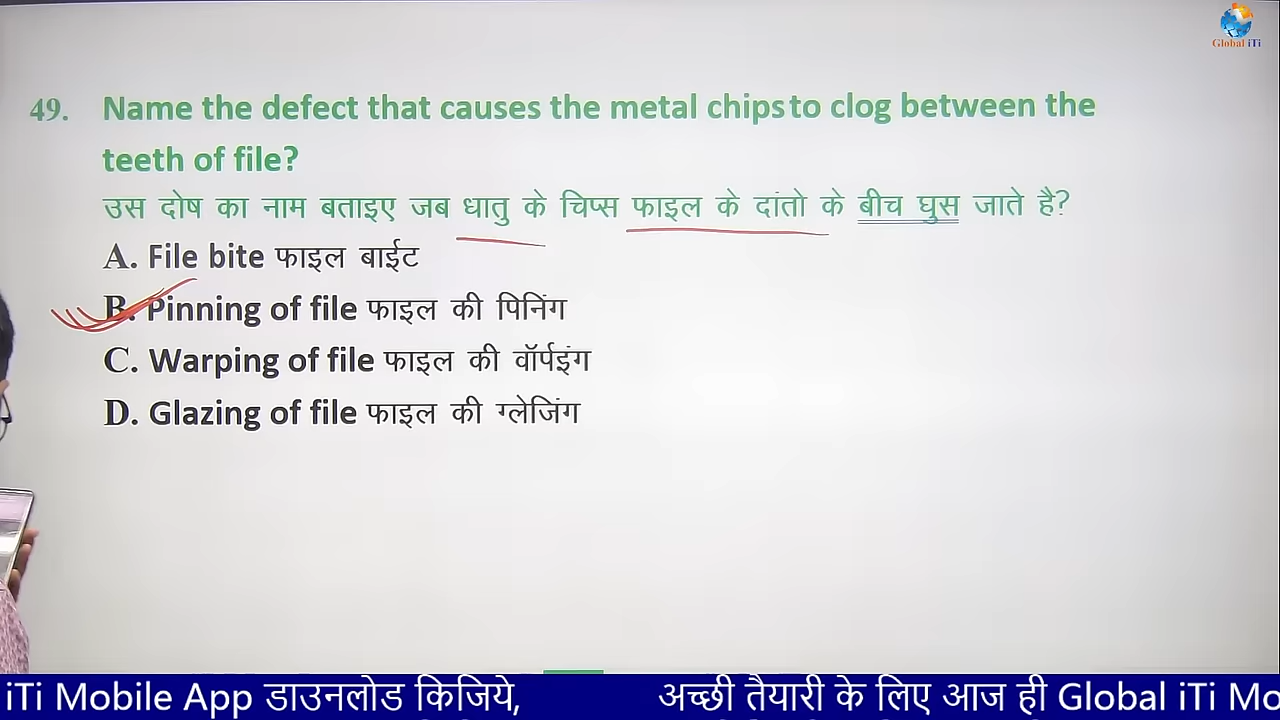 Global iTi
49. Name the defect that causes the metal chips to clog between the
teeth of file?
उस दोष का नाम बताइए जब धातु के चिप्स फाइल के दांतो के बीच घुस जाते है?
A. File bite फाइल बाईट
B. Pinning of file फाइल की पिनिंग
C. Warping of file फाइल की वॉर्पइंग
D. Glazing of file फाइल की ग्लेजिंग
iTi Mobile App डाउनलोड किजिये, अच्छी तैयारी के लिए आज ही Global iTi Mo